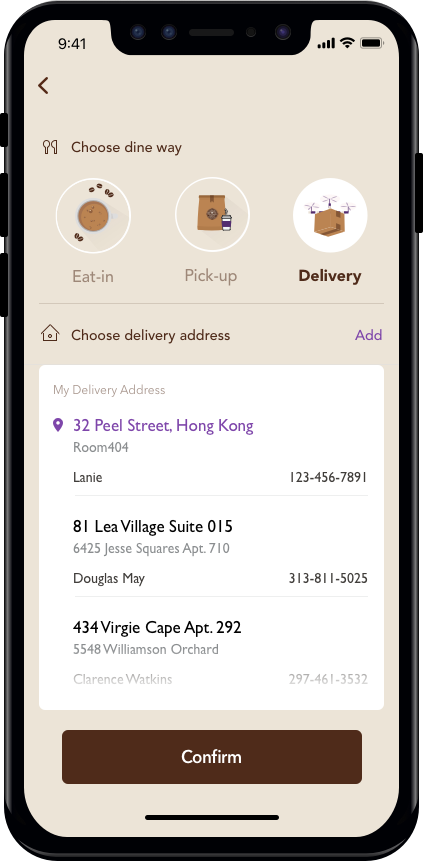 9:41
Choose dine way
Eat-in Pick-up Delivery
Choose delivery address Add
My Delivery Address
32 Peel Street, Hong Kong
Room404
Lanie 123-456-7891
81 Lea Village Suite 015
6425 Jesse Squares Apt. 710
Douglas May 313-811-5025
434 Virgie Cape Apt. 292
5548 Williamson Orchard
Clarence Watkins 297-461-3532
Confirm